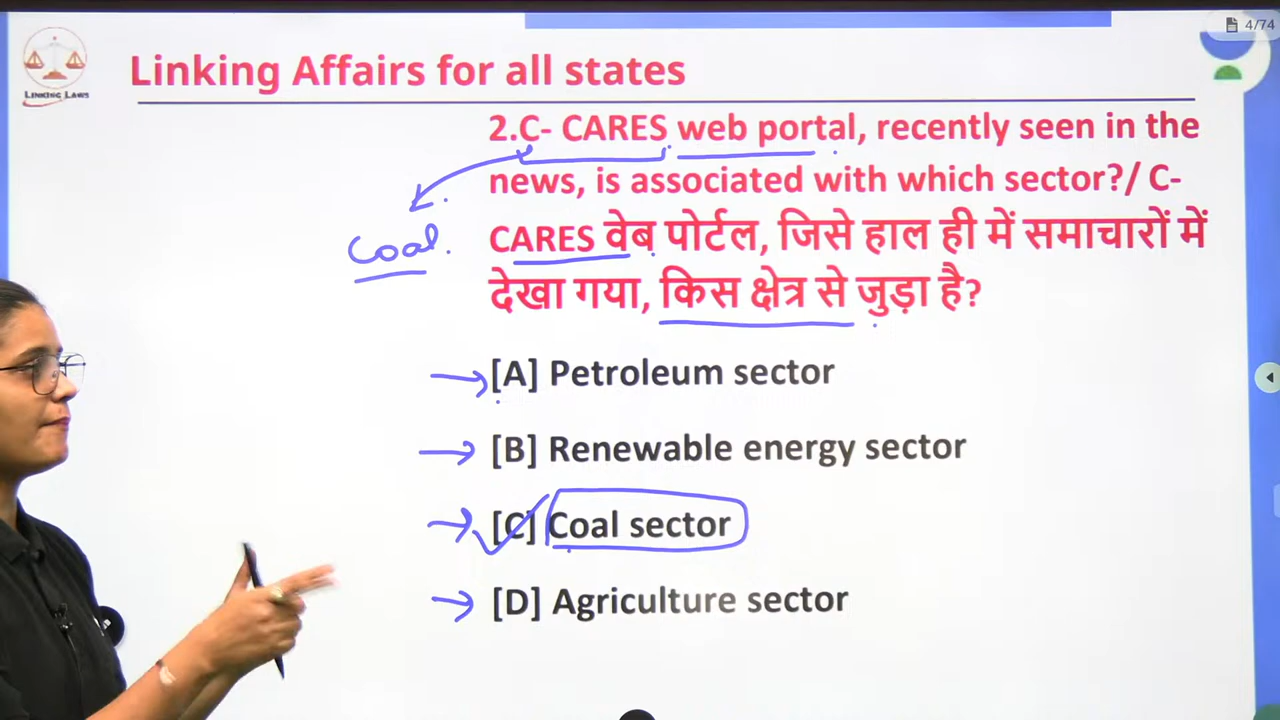 4/74
LINKING LAWS
Linking Affairs for all states
2.C- CARES web portal, recently seen in the
news, is associated with which sector?/ C-
Coal.
CARES वेब पोर्टल, जिसे हाल ही में समाचारों में
देखा गया, किस क्षेत्र से जुड़ा है?
[A] Petroleum sector
[B] Renewable energy sector
[C] Coal sector
[D] Agriculture sector